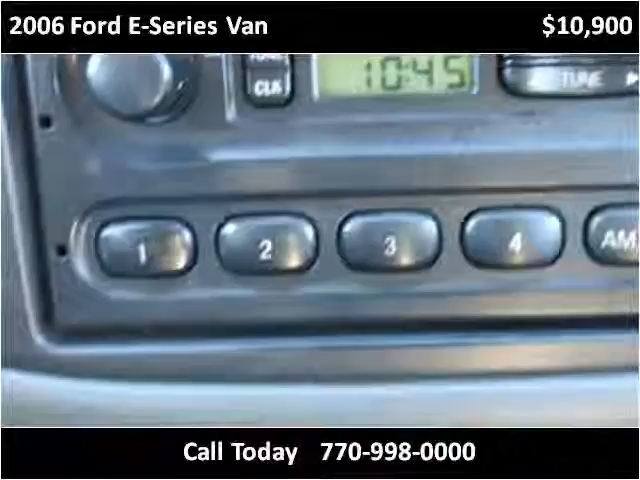 2006 Ford E-Series Van $10,900
10:45
CLK TUNE
1 2 3 4 AM
Call Today 770-998-0000